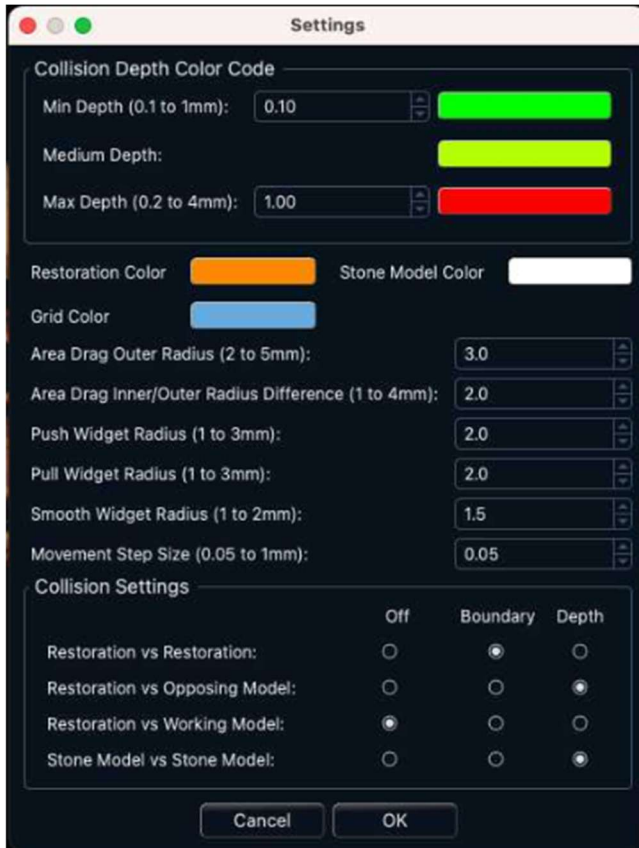 Settings
Collision Depth Color Code
Min Depth (0.1 to 1mm): 0.10
Medium Depth:
Max Depth (0.2 to 4mm): 1.00
Restoration Color Stone Model Color
Grid Color
Area Drag Outer Radius (2 to 5mm): 3.0
Area Drag Inner/Outer Radius Difference (1 to 4mm): 2.0
Push Widget Radius (1 to 3mm): 2.0
Pull Widget Radius (1 to 3mm): 2.0
Smooth Widget Radius (1 to 2mm): 1.5
Movement Step Size (0.05 to 1mm): 0.05
Collision Settings
Off Boundary Depth
Restoration vs Restoration:
Restoration vs Opposing Model:
Restoration vs Working Model:
Stone Model vs Stone Model:
Cancel OK